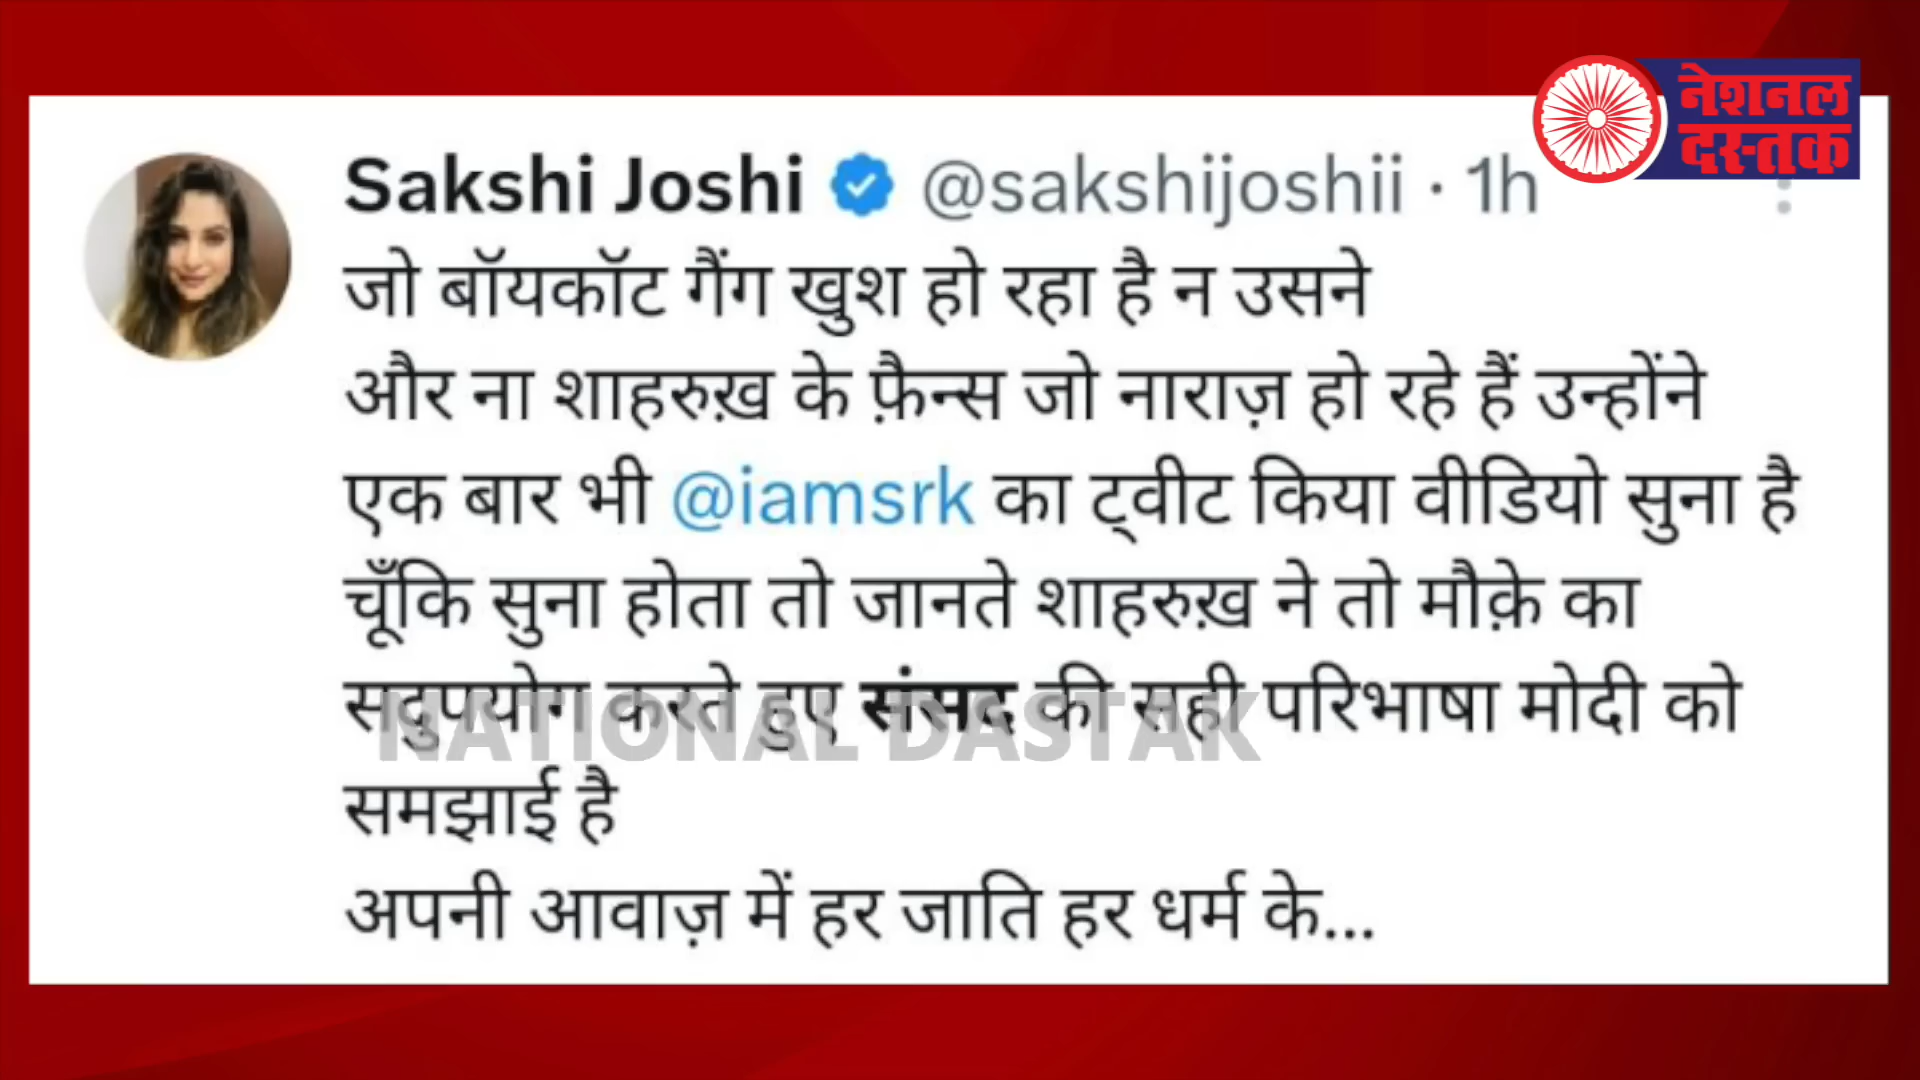 नेशनल
दस्तक
Sakshi Joshi @sakshijoshii · 1h
जो बॉयकॉट गैंग खुश हो रहा है न उसने
और ना शाहरुख़ के फ़ैन्स जो नाराज़ हो रहे हैं उन्होंने
एक बार भी @iamsrk का ट्वीट किया वीडियो सुना है
चूँकि सुना होता तो जानते शाहरुख़ ने तो मौक़े का
सदुपयोग करते हुए संसद की सही परिभाषा मोदी को
NATIONAL DASTAK
समझाई है
अपनी आवाज़ में हर जाति हर धर्म के...